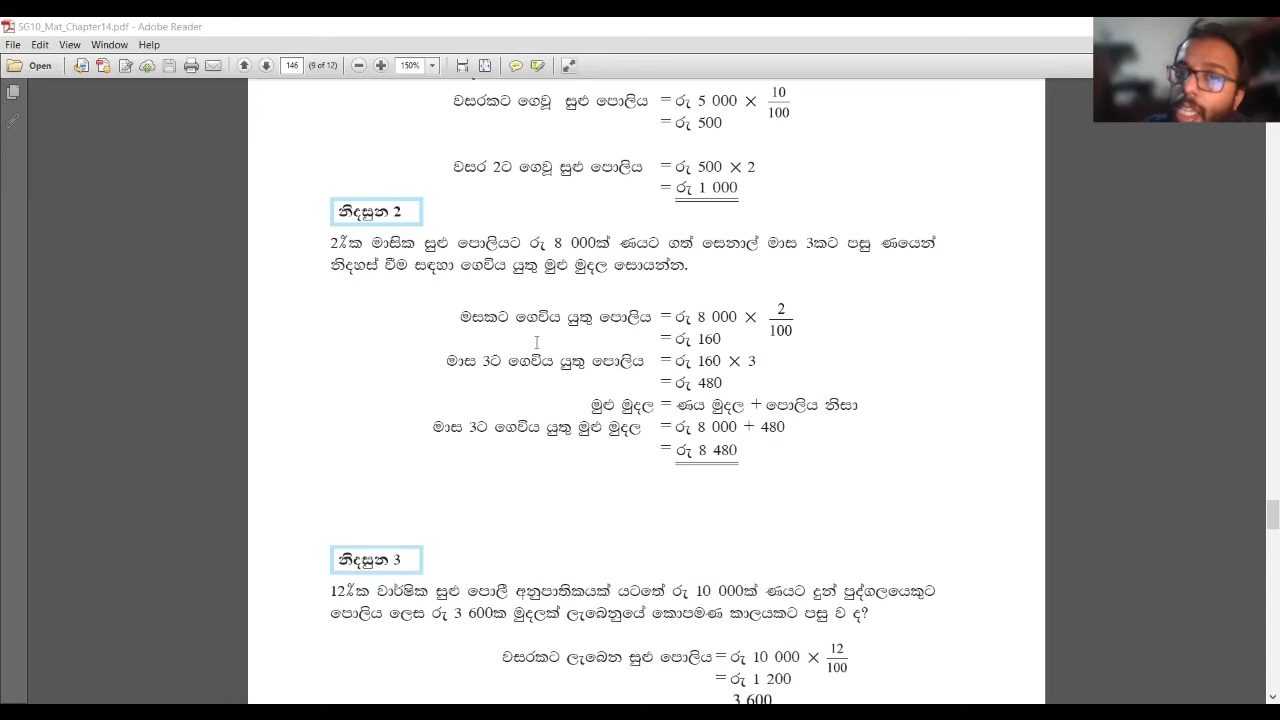 SG10_Mat_Chapter14.pdf - Adobe Reader
File Edit View Window Help
Open 146 (9 of 12) 150%
වසරකට ගෙවූ සුළු පොලිය = රු 5 000 × 10/100
= රු 500
වසර 2ට ගෙවූ සුළු පොලිය = රු 500 × 2
= රු 1 000
නිදසුන 2
2%ක මාසික සුළු පොලියට රු 8 000ක් ණයට ගත් සෙනාල් මාස 3කට පසු ණයෙන්
නිදහස් වීම සඳහා ගෙවිය යුතු මුළු මුදල සොයන්න.
මසකට ගෙවිය යුතු පොලිය = රු 8 000 × 2/100
= රු 160
මාස 3ට ගෙවිය යුතු පොලිය = රු 160 × 3
= රු 480
මුළු මුදල = ණය මුදල + පොලිය නිසා
මාස 3ට ගෙවිය යුතු මුළු මුදල = රු 8 000 + 480
= රු 8 480
නිදසුන 3
12%ක වාර්ෂික සුළු පොලී අනුපාතිකයක් යටතේ රු 10 000ක් ණයට දුන් පුද්ගලයෙකුට
පොලිය ලෙස රු 3 600ක මුදලක් ලැබෙනුයේ කොපමණ කාලයකට පසු ව ද?
වසරකට ලැබෙන සුළු පොලිය = රු 10 000 × 12/100
= රු 1 200
3 600